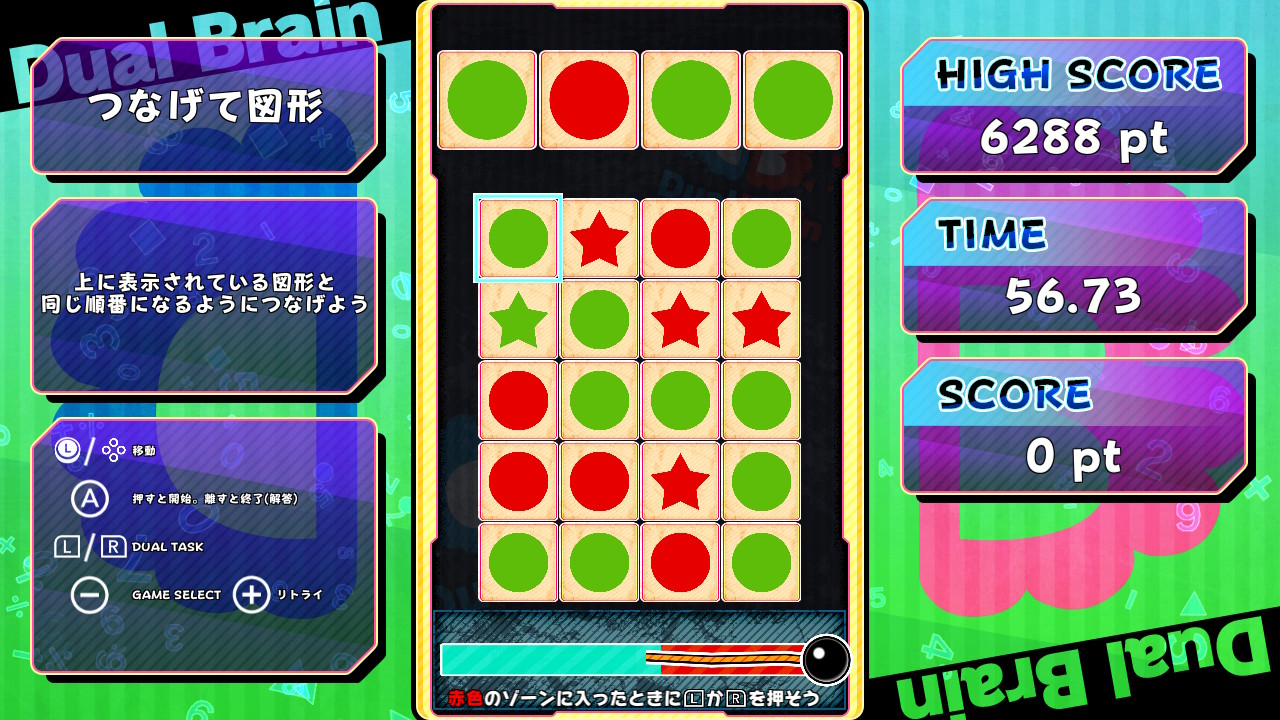 Dual Brain
つなげて図形
上に表示されている図形と
同じ順番になるようにつなげよう
L / 移動
A 押すと開始。離すと終了(解答)
L / R DUAL TASK
− GAME SELECT + リトライ
赤色のゾーンに入ったときにLかRを押そう
HIGH SCORE
6288 pt
TIME
56.73
SCORE
0 pt
Dual Brain